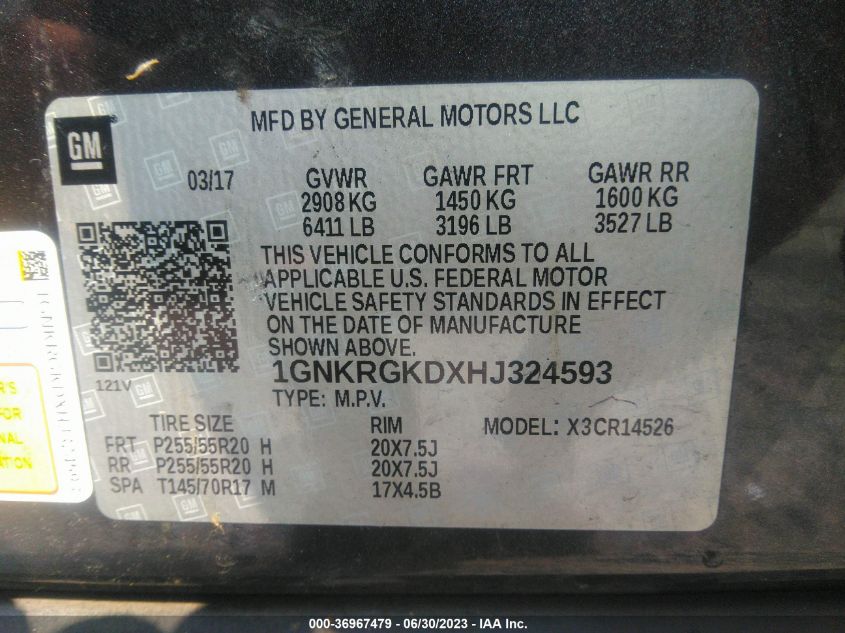 MFD BY GENERAL MOTORS LLC
GM
03/17 GVWR GAWR FRT GAWR RR
2908 KG 1450 KG 1600 KG
6411 LB 3196 LB 3527 LB
THIS VEHICLE CONFORMS TO ALL
APPLICABLE U.S. FEDERAL MOTOR
VEHICLE SAFETY STANDARDS IN EFFECT
ON THE DATE OF MANUFACTURE
SHOWN ABOVE.
1GNKRGKDXHJ324593
121V
TYPE: M.P.V.
TIRE SIZE RIM MODEL: X3CR14526
FRT P255/55R20 H 20X7.5J
RR P255/55R20 H 20X7.5J
SPA T145/70R17 M 17X4.5B
R'S
FOR
NAL
ATION
000-36967479 - 06/30/2023 - IAA Inc.